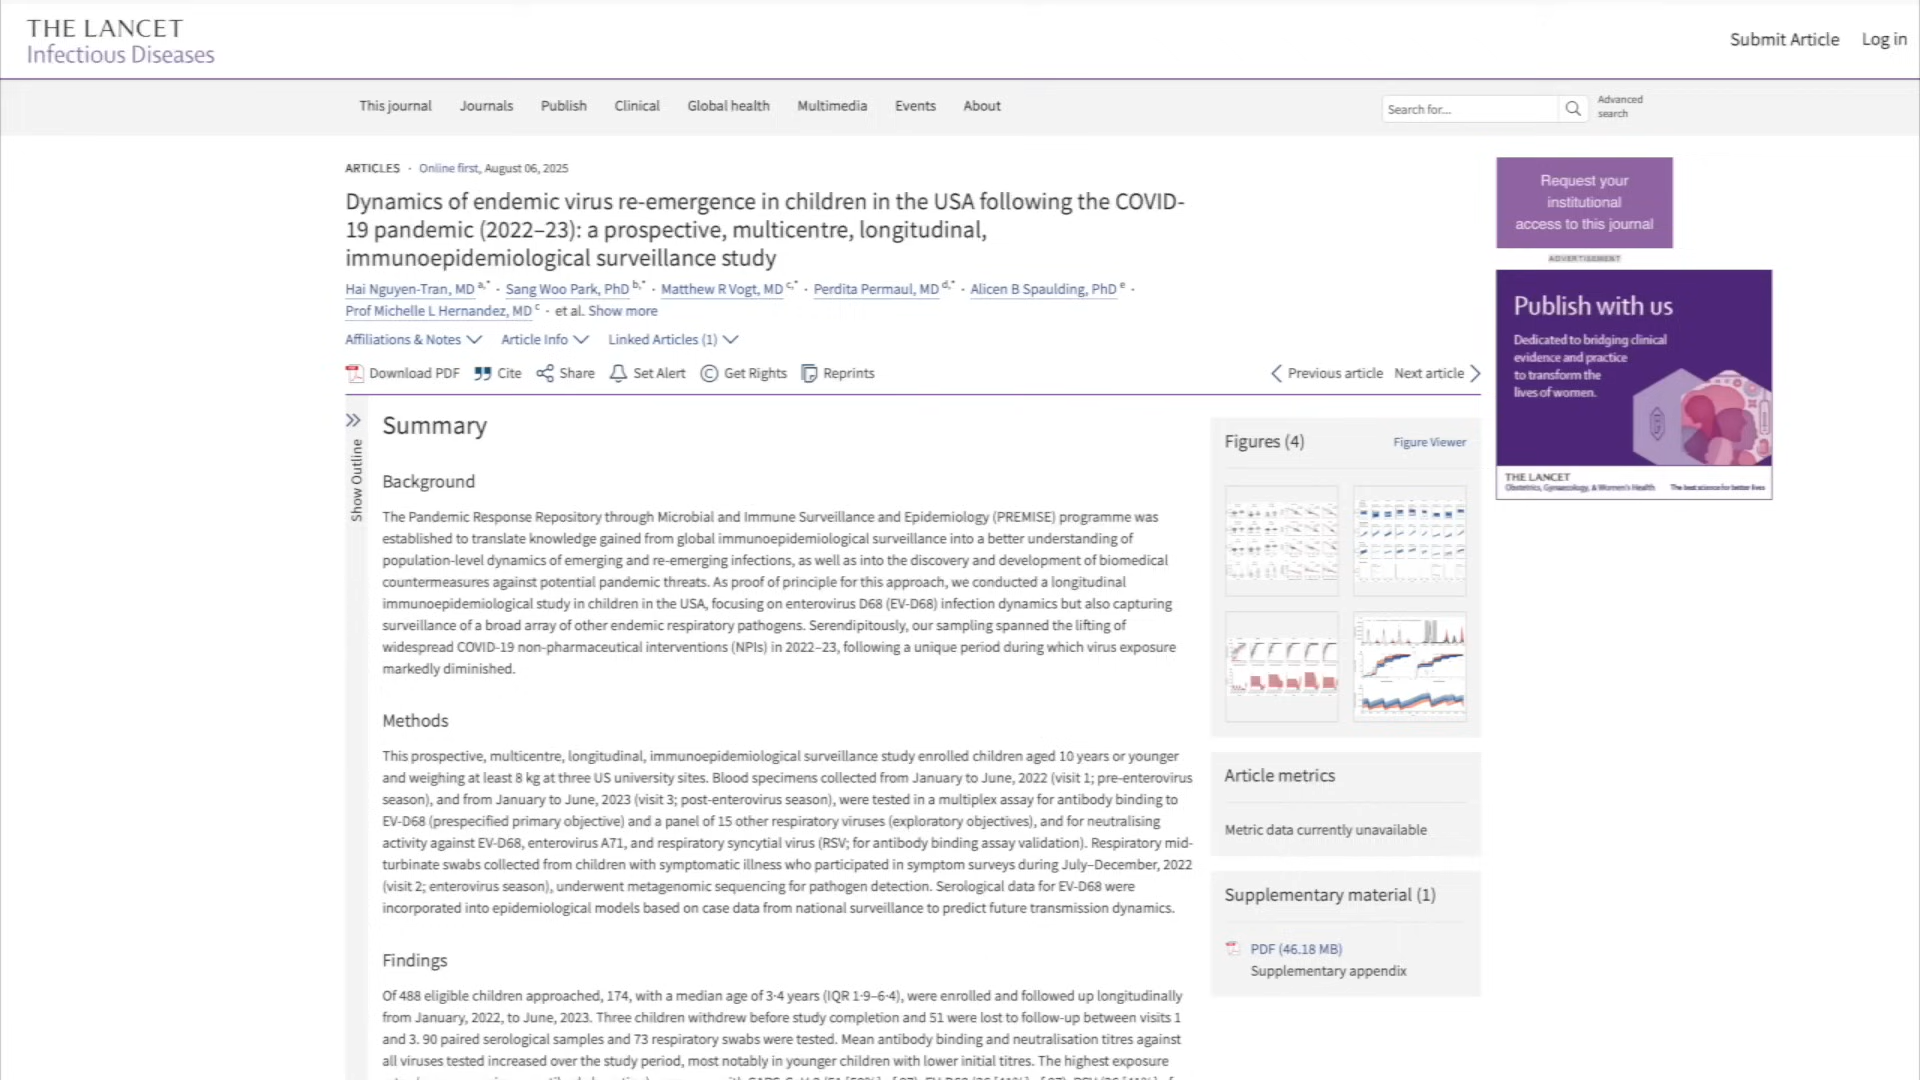 THE LANCET
Infectious Diseases
Submit Article
Log in
This journal
Journals
Publish
Clinical
Global health
Multimedia
Events
About
Search for...
Advanced
search
ARTICLES · Online first, August 06, 2025
Dynamics of endemic virus re-emergence in children in the USA following the COVID-
19 pandemic (2022–23): a prospective, multicentre, longitudinal,
immunoepidemiological surveillance study
Hai Nguyen-Tran, MD a,* · Sang Woo Park, PhD b,* · Matthew R Vogt, MD c,* · Perdita Permaul, MD d,* · Alicen B Spaulding, PhD e ·
Prof Michelle L Hernandez, MD c · et al. Show more
Affiliations & Notes
Article Info
Linked Articles (1)
Download PDF
Cite
Share
Set Alert
Get Rights
Reprints
Previous article
Next article
Show Outline
Summary
Background
The Pandemic Response Repository through Microbial and Immune Surveillance and Epidemiology (PREMISE) programme was
established to translate knowledge gained from global immunoepidemiological surveillance into a better understanding of
population-level dynamics of emerging and re-emerging infections, as well as into the discovery and development of biomedical
countermeasures against potential pandemic threats. As proof of principle for this approach, we conducted a longitudinal
immunoepidemiological study in children in the USA, focusing on enterovirus D68 (EV-D68) infection dynamics but also capturing
surveillance of a broad array of other endemic respiratory pathogens. Serendipitously, our sampling spanned the lifting of
widespread COVID-19 non-pharmaceutical interventions (NPIs) in 2022–23, following a unique period during which virus exposure
markedly diminished.
Methods
This prospective, multicentre, longitudinal, immunoepidemiological surveillance study enrolled children aged 10 years or younger
and weighing at least 8 kg at three US university sites. Blood specimens collected from January to June, 2022 (visit 1; pre-enterovirus
season), and from January to June, 2023 (visit 3; post-enterovirus season), were tested in a multiplex assay for antibody binding to
EV-D68 (prespecified primary objective) and a panel of 15 other respiratory viruses (exploratory objectives), and for neutralising
activity against EV-D68, enterovirus A71, and respiratory syncytial virus (RSV; for antibody binding assay validation). Respiratory mid-
turbinate swabs collected from children with symptomatic illness who participated in symptom surveys during July–December, 2022
(visit 2; enterovirus season), underwent metagenomic sequencing for pathogen detection. Serological data for EV-D68 were
incorporated into epidemiological models based on case data from national surveillance to predict future transmission dynamics.
Findings
Of 488 eligible children approached, 174, with a median age of 3·4 years (IQR 1·9–6·4), were enrolled and followed up longitudinally
from January, 2022, to June, 2023. Three children withdrew before study completion and 51 were lost to follow-up between visits 1
and 3. 90 paired serological samples and 73 respiratory swabs were tested. Mean antibody binding and neutralisation titres against
all viruses tested increased over the study period, most notably in younger children with lower initial titres. The highest exposure
Figures (4)
Figure Viewer
Article metrics
Metric data currently unavailable
Supplementary material (1)
PDF (46.18 MB)
Supplementary appendix
Request your
institutional
access to this journal
ADVERTISEMENT
Publish with us
Dedicated to bridging clinical
evidence and practice
to transform the
lives of women.
THE LANCET
Obstetrics, Gynaecology, & Women's Health
The best science for better lives